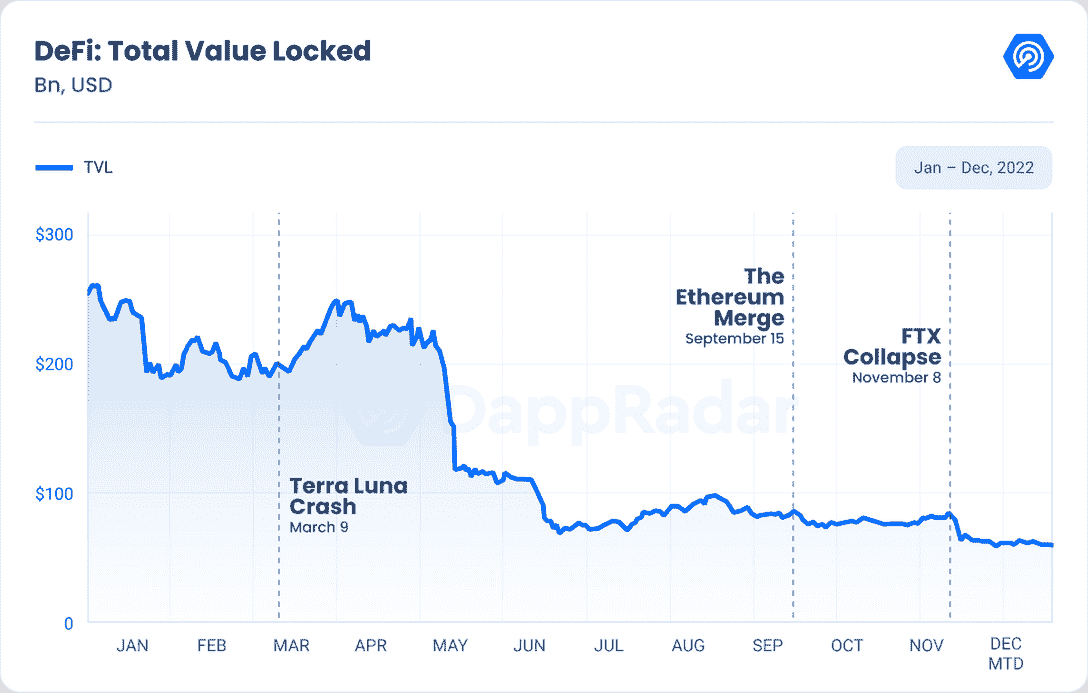 DeFi: Total Value Locked
Bn, USD
TVL
Jan – Dec, 2022
$300
$200
$100
0
The
Ethereum
Merge
September 15
FTX
Collapse
November 8
DappRadar
Terra Luna
Crash
March 9
JAN FEB MAR APR MAY JUN JUL AUG SEP OCT NOV DEC
MTD